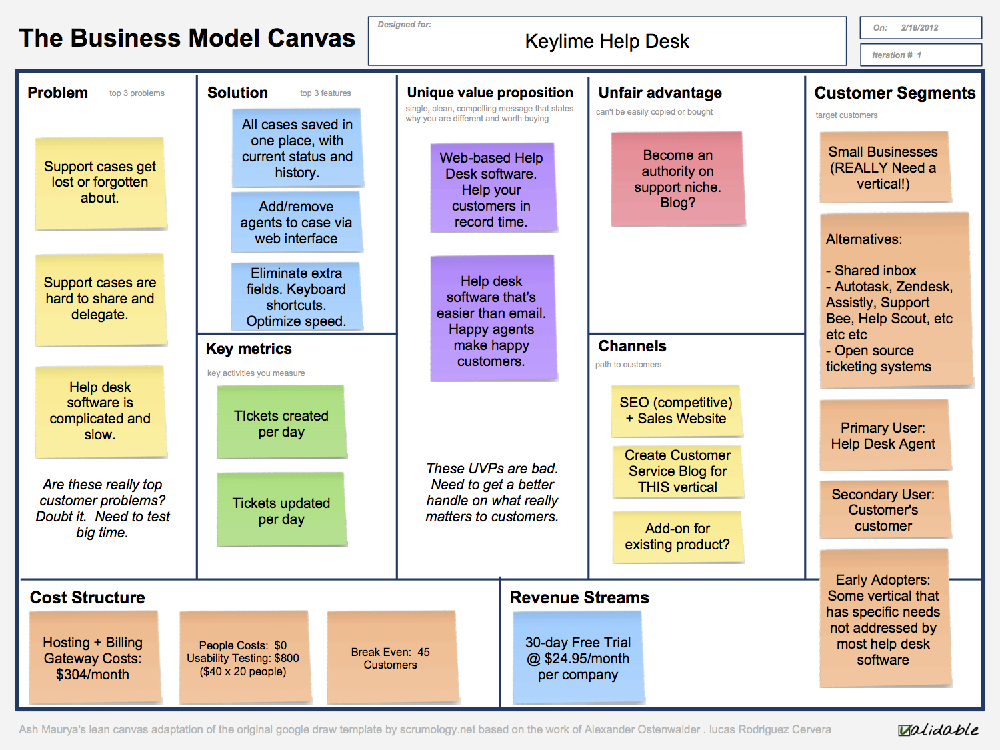 The Business Model Canvas
Designed for:
Keylime Help Desk
On: 2/18/2012
Iteration # 1
Problem
top 3 problems
Support cases get
lost or forgotten
about.
Support cases are
hard to share and
delegate.
Help desk
software is
complicated and
slow.
Are these really top
customer problems?
Doubt it. Need to test
big time.
Solution
top 3 features
All cases saved in
one place, with
current status and
history.
Add/remove
agents to case via
web interface
Eliminate extra
fields. Keyboard
shortcuts.
Optimize speed.
Key metrics
key activities you measure
TIckets created
per day
Tickets updated
per day
Unique value proposition
single, clean, compelling message that states
why you are different and worth buying
Web-based Help
Desk software.
Help your
customers in
record time.
Help desk
software that's
easier than email.
Happy agents
make happy
customers.
These UVPs are bad.
Need to get a better
handle on what really
matters to customers.
Unfair advantage
can't be easily copied or bought
Become an
authority on
support niche.
Blog?
Channels
path to customers
SEO (competitive)
+ Sales Website
Create Customer
Service Blog for
THIS vertical
Add-on for
existing product?
Customer Segments
target customers
Small Businesses
(REALLY Need a
vertical!)
Alternatives:
- Shared inbox
- Autotask, Zendesk,
Assistly, Support
Bee, Help Scout, etc
etc etc
- Open source
ticketing systems
Primary User:
Help Desk Agent
Secondary User:
Customer's
customer
Early Adopters:
Some vertical that
has specific needs
not addressed by
most help desk
software
Cost Structure
Hosting + Billing
Gateway Costs:
$304/month
People Costs: $0
Usability Testing: $800
($40 x 20 people)
Break Even: 45
Customers
Revenue Streams
30-day Free Trial
@ $24.95/month
per company
Ash Maurya's lean canvas adaptation of the original google draw template by scrumology.net based on the work of Alexander Ostenwalder . lucas Rodriguez Cervera
validable